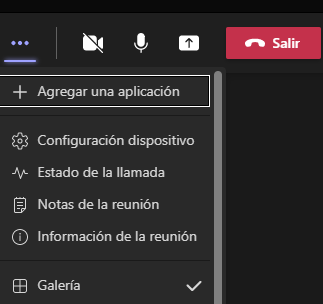 Salir
Agregar una aplicación
Configuración dispositivo
Estado de la llamada
Notas de la reunión
Información de la reunión
Galería